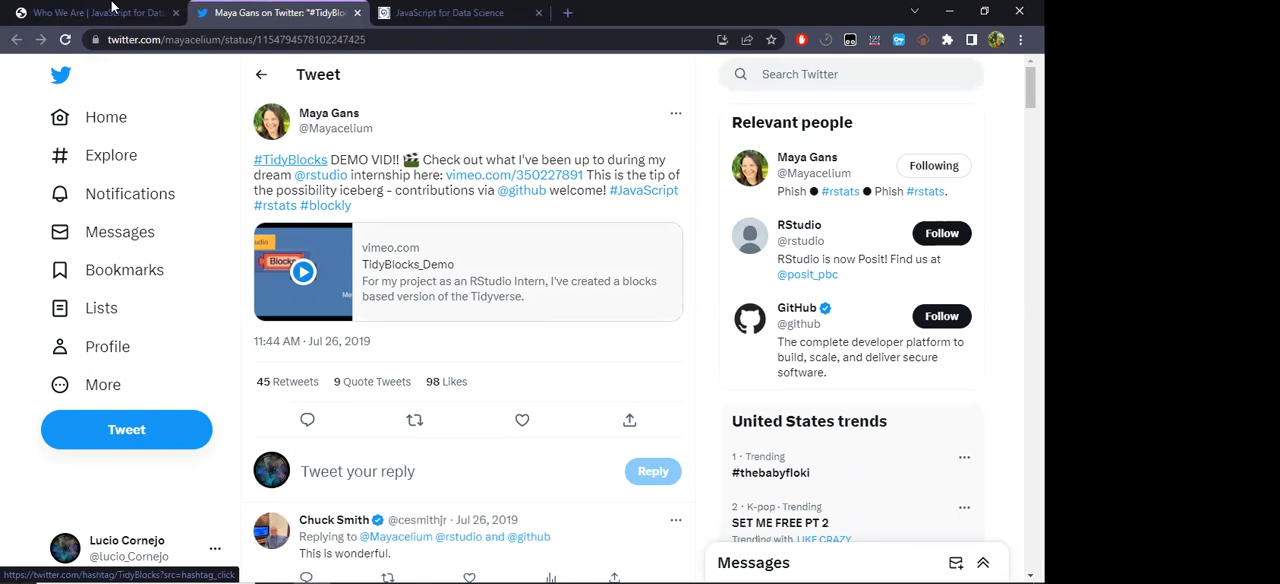 Who We Are | JavaScript for Dat
Maya Gans on Twitter: "#TidyBlo
JavaScript for Data Science
twitter.com/mayacelium/status/1154794578102247425
Home
Explore
Notifications
Messages
Bookmarks
Lists
Profile
More
Tweet
Lucio Cornejo
@lucio_Cornejo
https://twitter.com/hashtag/TidyBlocks?src=hashtag_click
Tweet
Maya Gans
@Mayacelium
#TidyBlocks DEMO VID!! Check out what I've been up to during my
dream @rstudio internship here: vimeo.com/350227891 This is the tip of
the possibility iceberg - contributions via @github welcome! #JavaScript
#rstats #blockly
Blocks
vimeo.com
TidyBlocks_Demo
For my project as an RStudio Intern, I've created a blocks
based version of the Tidyverse.
11:44 AM · Jul 26, 2019
45 Retweets 9 Quote Tweets 98 Likes
Tweet your reply
Reply
Chuck Smith @cesmithjr · Jul 26, 2019
Replying to @Mayacelium @rstudio and @github
This is wonderful.
Search Twitter
Relevant people
Maya Gans
@Mayacelium
Following
Phish ● #rstats ● Phish #rstats.
RStudio
@rstudio
Follow
RStudio is now Posit! Find us at
@posit_pbc
GitHub
@github
Follow
The complete developer platform to
build, scale, and deliver secure
software.
United States trends
1 · Trending
#thebabyfloki
2 · K-pop · Trending
SET ME FREE PT 2
Trending with LIKE CRAZY
Messages